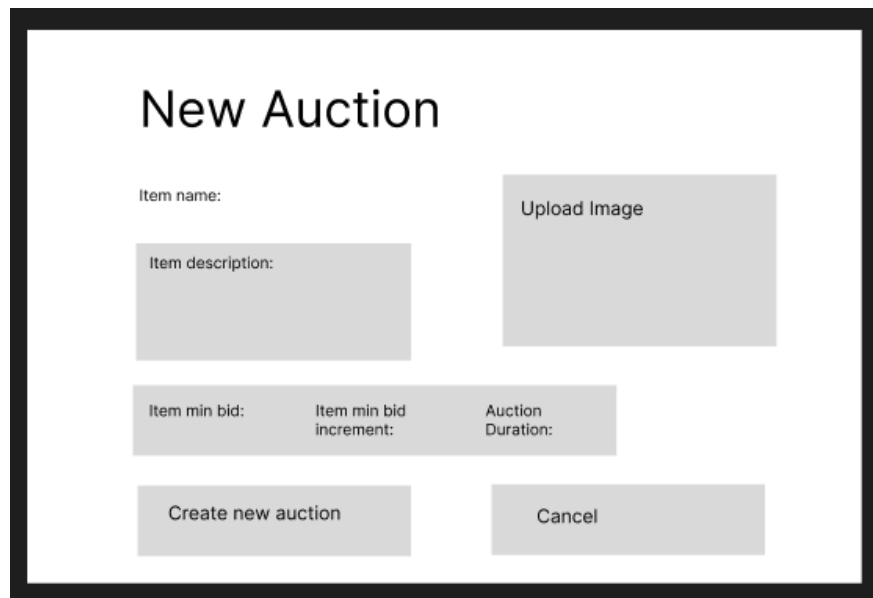 New Auction
Item name:
Upload Image
Item description:
Item min bid:
Item min bid
increment:
Auction
Duration:
Create new auction
Cancel